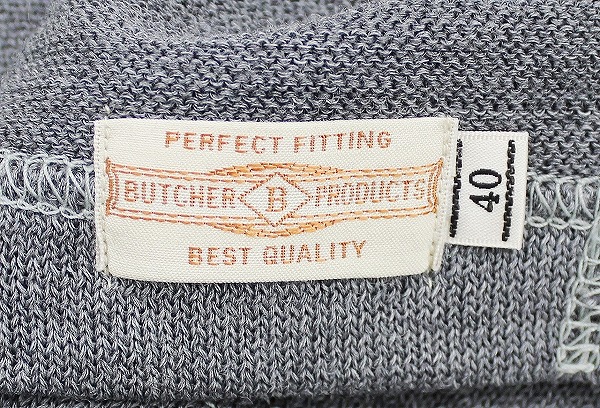 PERFECT FITTING
BUTCHER B PRODUCTS
BEST QUALITY
40